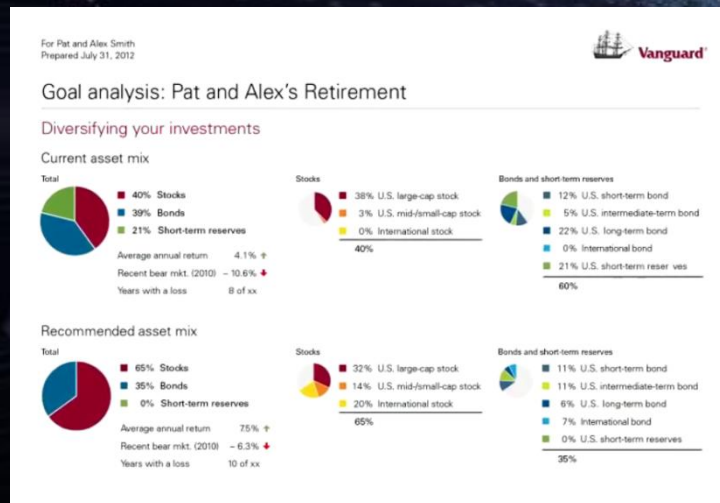 For Pat and Alex Smith
Prepared July 31, 2012
Vanguard®
Goal analysis: Pat and Alex's Retirement
Diversifying your investments
Current asset mix
Total
40% Stocks
39% Bonds
21% Short-term reserves
Average annual return 4.1%
Recent bear mkt. (2010) – 10.6%
Years with a loss 8 of xx
Stocks
38% U.S. large-cap stock
3% U.S. mid-/small-cap stock
0% International stock
40%
Bonds and short-term reserves
12% U.S. short-term bond
5% U.S. intermediate-term bond
22% U.S. long-term bond
0% International bond
21% U.S. short-term reser ves
60%
Recommended asset mix
Total
65% Stocks
35% Bonds
0% Short-term reserves
Average annual return 7.5%
Recent bear mkt. (2010) – 6.3%
Years with a loss 10 of xx
Stocks
32% U.S. large-cap stock
14% U.S. mid-/small-cap stock
20% International stock
65%
Bonds and short-term reserves
11% U.S. short-term bond
11% U.S. intermediate-term bond
6% U.S. long-term bond
7% International bond
0% U.S. short-term reserves
35%